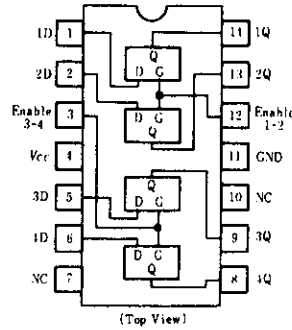 1D 1 14 1Q
Q
D G
2D 2 13 2Q
Enable
3-4 3 12 Enable
1-2
D G
Q
Vcc 4 11 GND
Q
D G
3D 5 10 NC
4D 6 9 3Q
D G
Q
NC 7 8 4Q
(Top View)